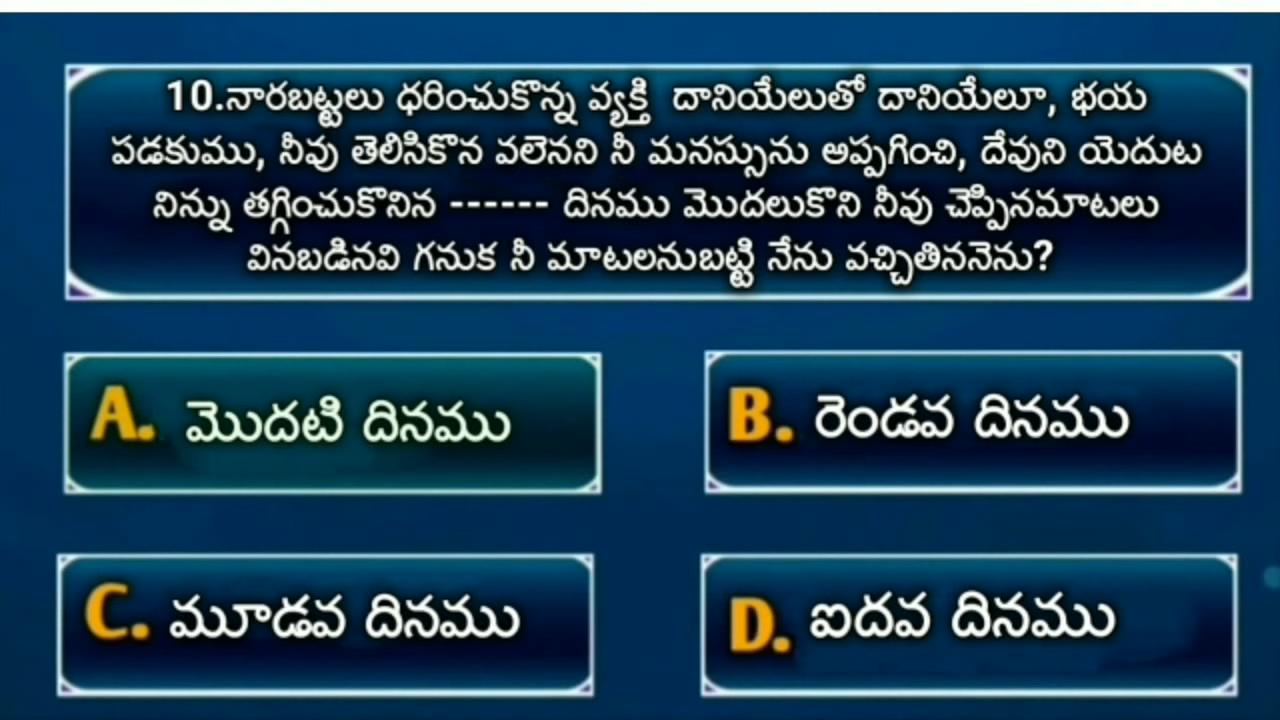 10.నారబట్టలు ధరించుకొన్న వ్యక్తి దానియేలుతో దానియేలూ, భయ
పడకుము, నీవు తెలిసికొన వలెనని నీ మనస్సును అప్పగించి, దేవుని యెదుట
నిన్ను తగ్గించుకొనిన ------ దినము మొదలుకొని నీవు చెప్పినమాటలు
వినబడినవి గనుక నీ మాటలనుబట్టి నేను వచ్చితిననెను?
A. మొదటి దినము
B. రెండవ దినము
C. మూడవ దినము
D. ఐదవ దినము